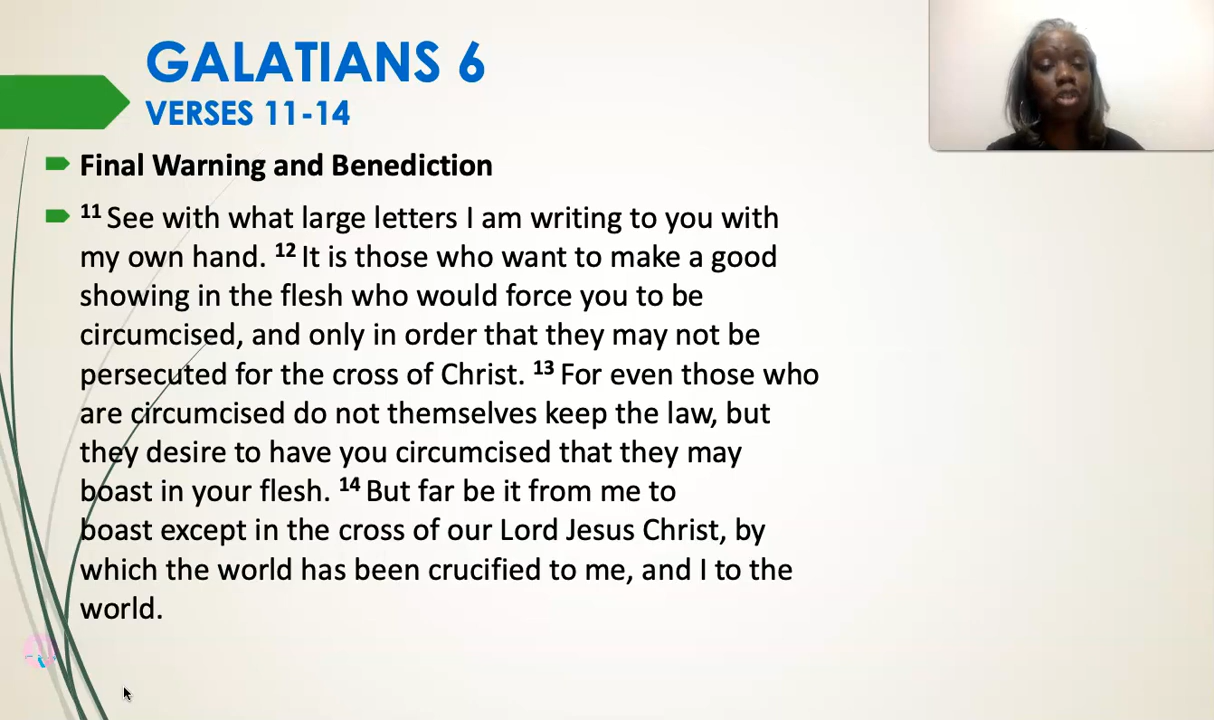 GALATIANS 6
VERSES 11-14
Final Warning and Benediction
11 See with what large letters I am writing to you with
my own hand. 12 It is those who want to make a good
showing in the flesh who would force you to be
circumcised, and only in order that they may not be
persecuted for the cross of Christ. 13 For even those who
are circumcised do not themselves keep the law, but
they desire to have you circumcised that they may
boast in your flesh. 14 But far be it from me to
boast except in the cross of our Lord Jesus Christ, by
which the world has been crucified to me, and I to the
world.